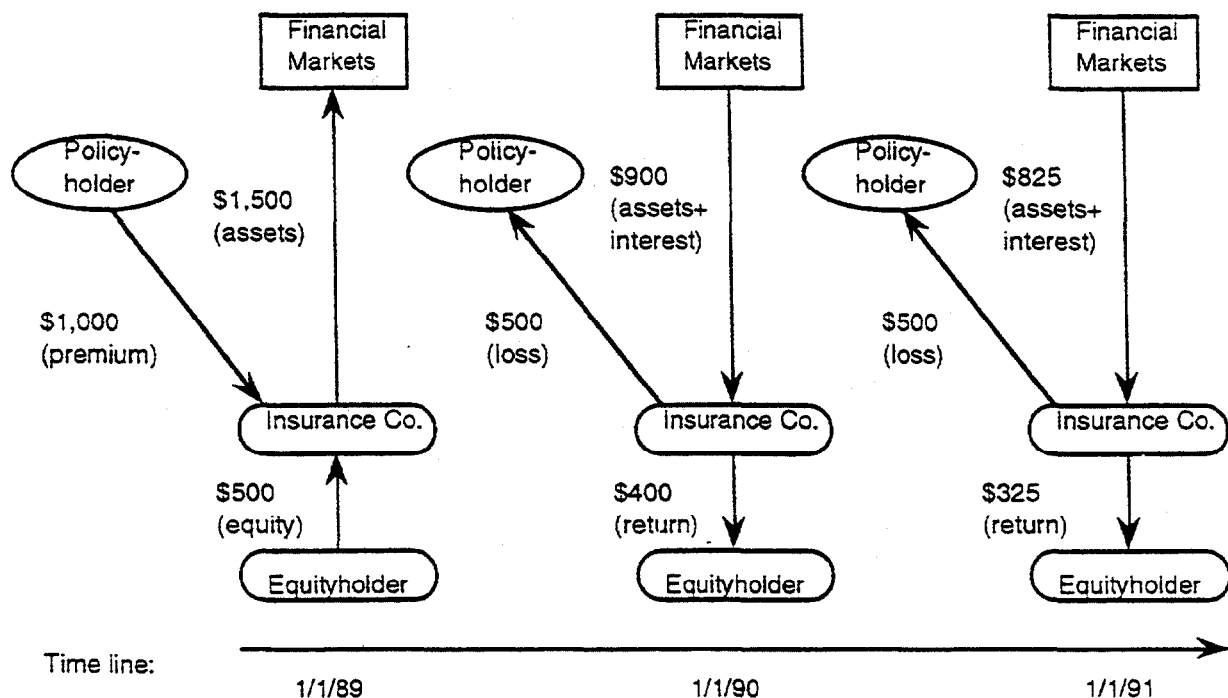 Financial
Markets
Financial
Markets
Financial
Markets
Policy-
holder
$1,500
(assets)
Policy-
holder
$900
(assets+
interest)
Policy-
holder
$825
(assets+
interest)
$1,000
(premium)
$500
(loss)
$500
(loss)
Insurance Co.
Insurance Co.
Insurance Co.
$500
(equity)
$400
(return)
$325
(return)
Equityholder
Equityholder
Equityholder
Time line:
1/1/89
1/1/90
1/1/91